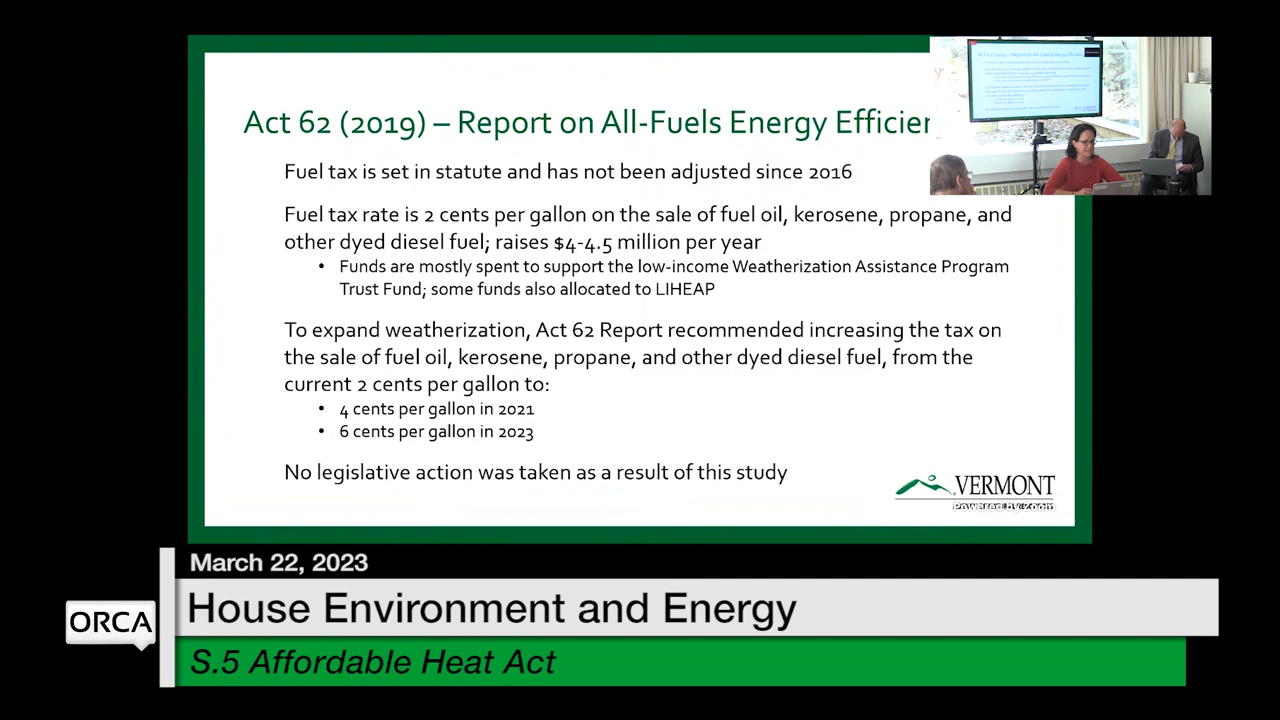 Act 62 (2019) – Report on All-Fuels Energy Efficien
Fuel tax is set in statute and has not been adjusted since 2016
Fuel tax rate is 2 cents per gallon on the sale of fuel oil, kerosene, propane, and
other dyed diesel fuel; raises $4-4.5 million per year
• Funds are mostly spent to support the low-income Weatherization Assistance Program
Trust Fund; some funds also allocated to LIHEAP
To expand weatherization, Act 62 Report recommended increasing the tax on
the sale of fuel oil, kerosene, propane, and other dyed diesel fuel, from the
current 2 cents per gallon to:
• 4 cents per gallon in 2021
• 6 cents per gallon in 2023
No legislative action was taken as a result of this study
VERMONT
Powered by Zoom
March 22, 2023
House Environment and Energy
ORCA
S.5 Affordable Heat Act